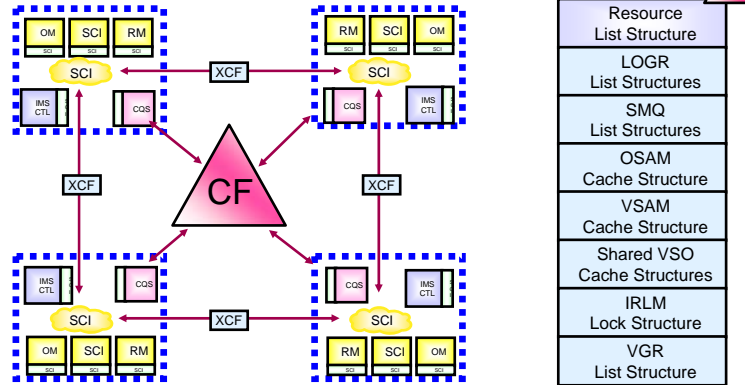 OM SCI RM
SCI SCI SCI
SCI
IMS
CTL
CQS
XCF
RM SCI OM
SCI SCI SCI
SCI
CQS
IMS
CTL
XCF
CF
XCF
IMS
CTL
CQS
SCI
OM SCI RM
SCI SCI SCI
XCF
CQS
IMS
CTL
SCI
RM SCI OM
SCI SCI SCI
Resource
List Structure
LOGR
List Structures
SMQ
List Structures
OSAM
Cache Structure
VSAM
Cache Structure
Shared VSO
Cache Structures
IRLM
Lock Structure
VGR
List Structure